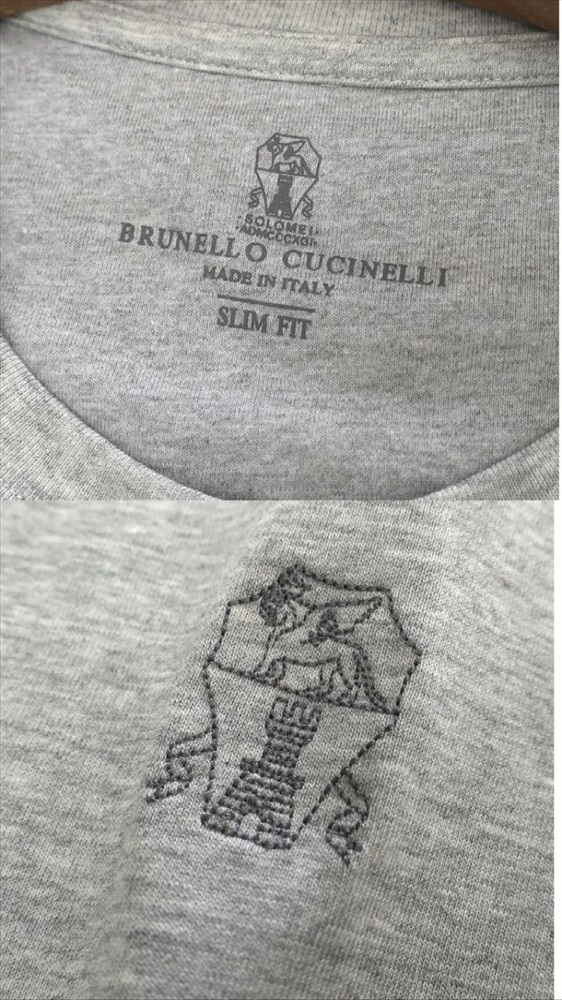 SOLOMEI
BRUNELLO CUCINELLI
MADE IN ITALY
SLIM FIT